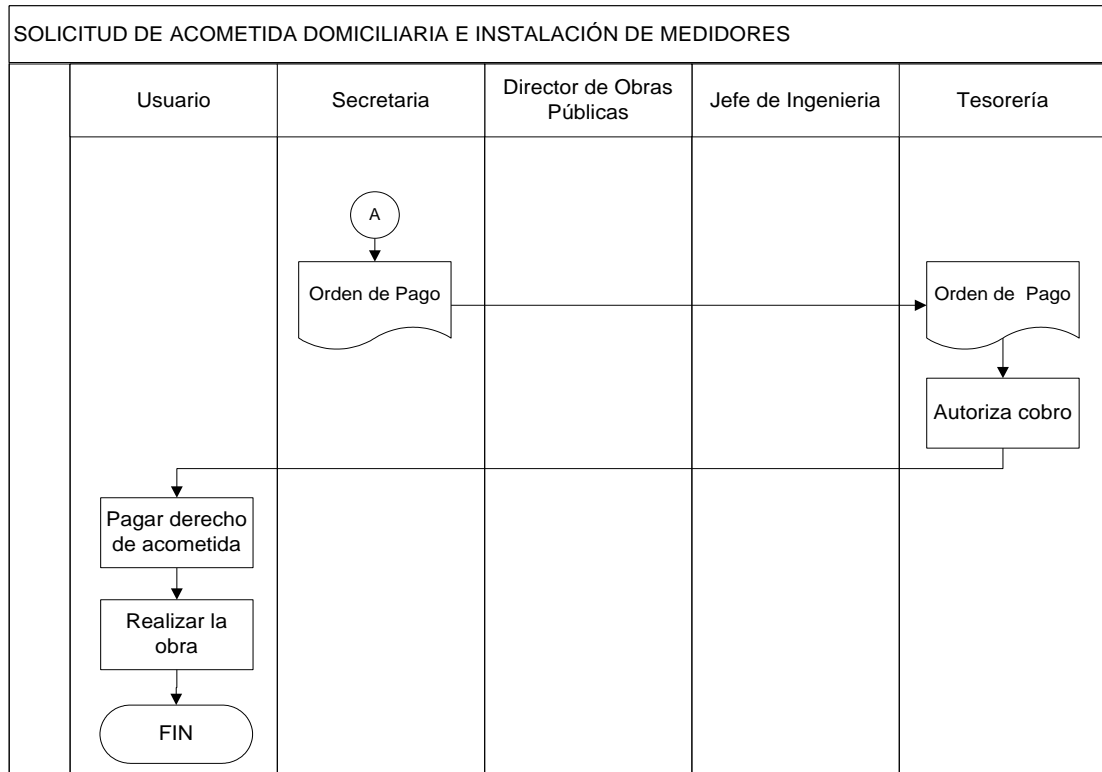 SOLICITUD DE ACOMETIDA DOMICILIARIA E INSTALACIÓN DE MEDIDORES
Usuario
Secretaria
Director de Obras
Públicas
Jefe de Ingenieria
Tesorería
A
Orden de Pago
Orden de Pago
Autoriza cobro
Pagar derecho
de acometida
Realizar la
obra
FIN